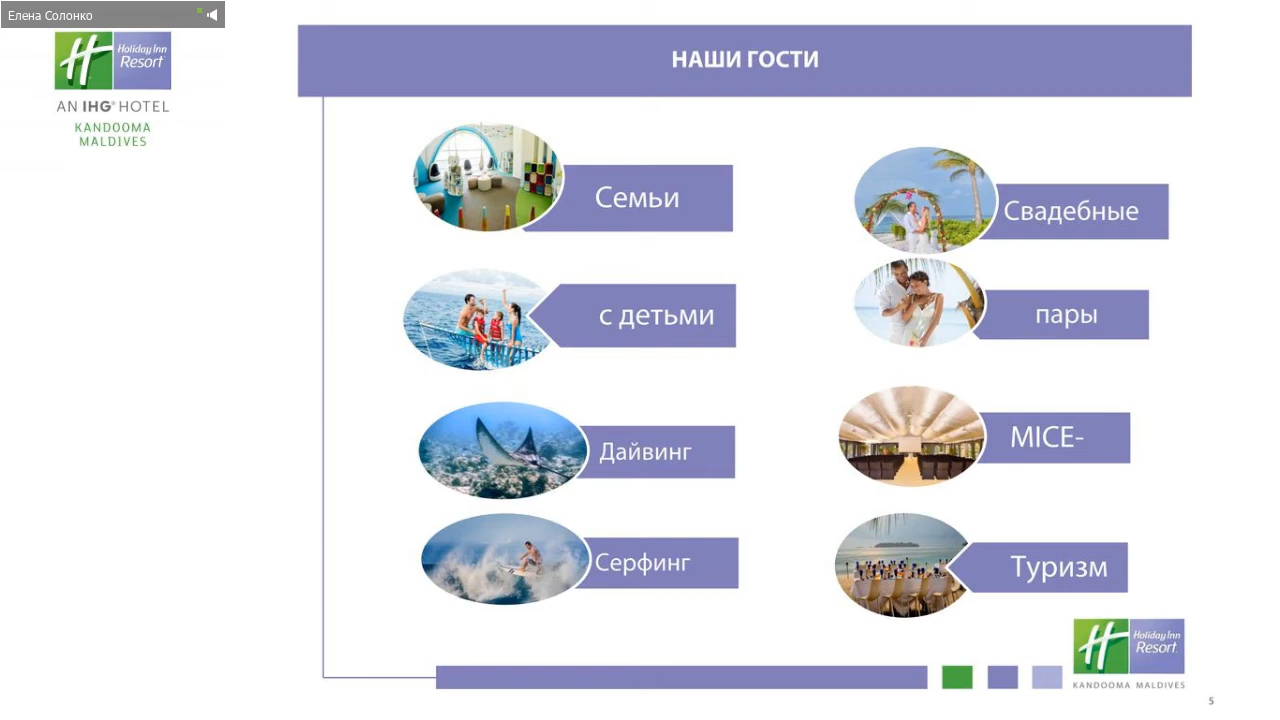 Елена Солонко
Holiday Inn
Resort
AN IHG® HOTEL
KANDOOMA
MALDIVES
НАШИ ГОСТИ
Семьи
с детьми
Дайвинг
Серфинг
Свадебные
пары
MICE-
Туризм
Holiday Inn
Resort
KANDOOMA MALDIVES
5